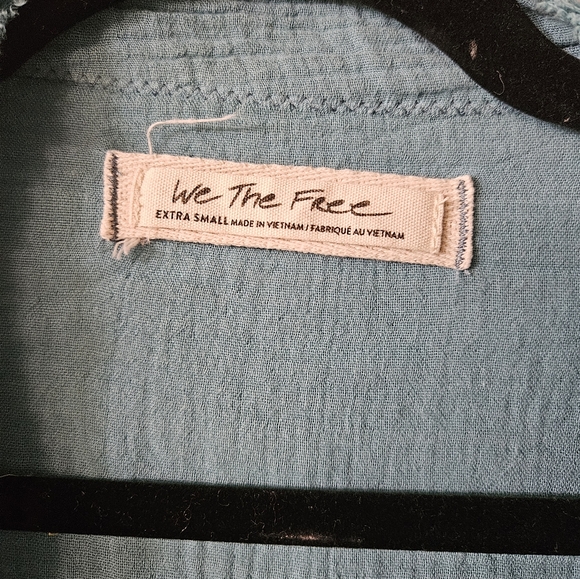 We The Free
EXTRA SMALL MADE IN VIETNAM / FABRIQUÉ AU VIETNAM